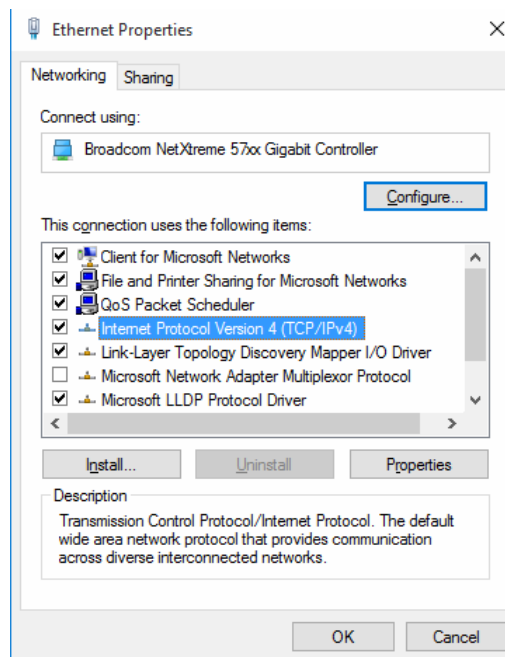 Ethernet Properties
Networking
Sharing
Connect using:
Broadcom NetXtreme 57xx Gigabit Controller
Configure...
This connection uses the following items:
Client for Microsoft Networks
File and Printer Sharing for Microsoft Networks
QoS Packet Scheduler
Internet Protocol Version 4 (TCP/IPv4)
Link-Layer Topology Discovery Mapper I/O Driver
Microsoft Network Adapter Multiplexor Protocol
Microsoft LLDP Protocol Driver
Install...
Uninstall
Properties
Description
Transmission Control Protocol/Internet Protocol. The default
wide area network protocol that provides communication
across diverse interconnected networks.
OK
Cancel